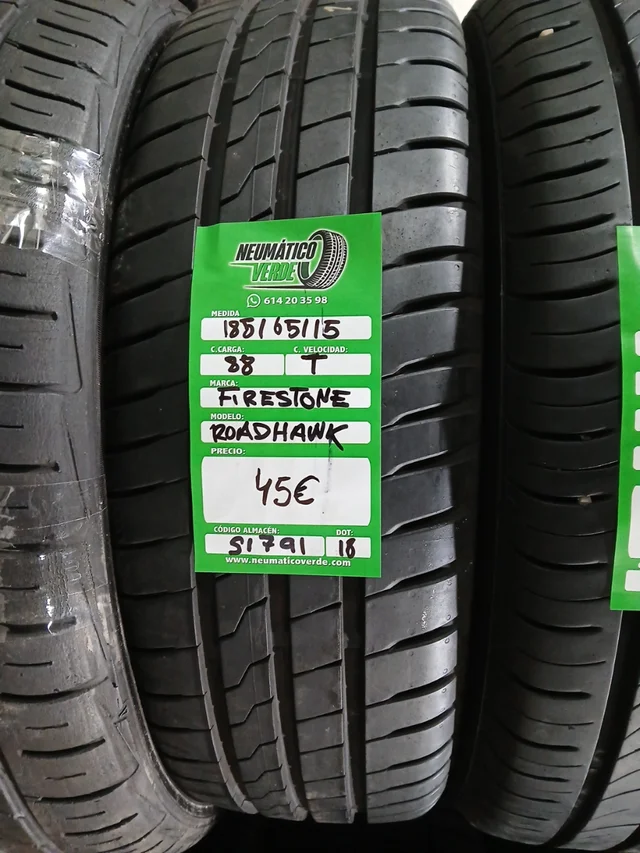 NEUMÁTICO
VERDE
614 20 35 98
MEDIDA
185/65/15
C.CARGA: C. VELOCIDAD:
88 T
MARCA:
FIRESTONE
MODELO:
ROADHAWK
PRECIO:
45€
CÓDIGO ALMACÉN: DOT:
S1791 18
www.neumaticoverde.com